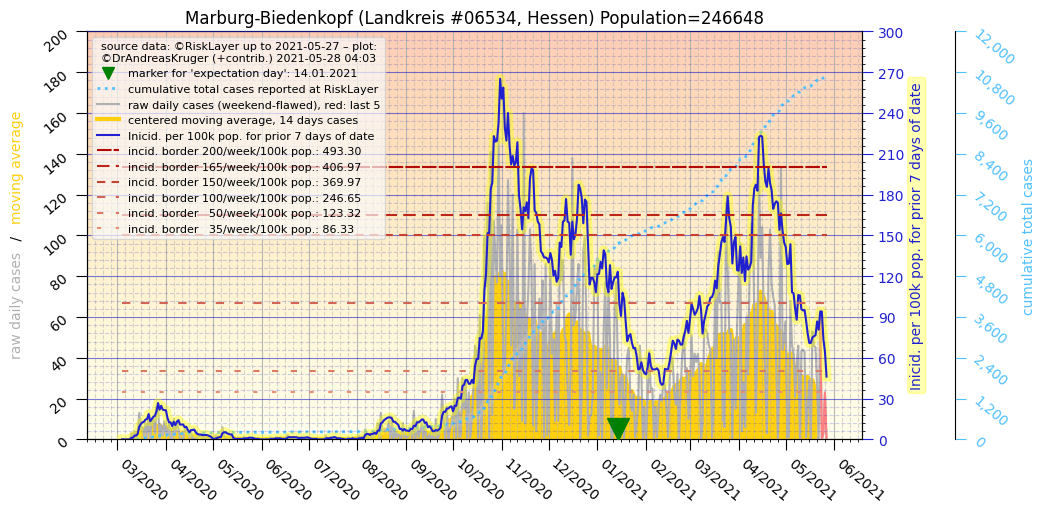 Marburg-Biedenkopf (Landkreis #06534, Hessen) Population=246648
source data: ©RiskLayer up to 2021-05-27 – plot:
©DrAndreasKruger (+contrib.) 2021-05-28 04:03
marker for 'expectation day': 14.01.2021
cumulative total cases reported at RiskLayer
raw daily cases (weekend-flawed), red: last 5
centered moving average, 14 days cases
Inicid. per 100k pop. for prior 7 days of date
incid. border 200/week/100k pop.: 493.30
incid. border 165/week/100k pop.: 406.97
incid. border 150/week/100k pop.: 369.97
incid. border 100/week/100k pop.: 246.65
incid. border   50/week/100k pop.: 123.32
incid. border   35/week/100k pop.: 86.33
raw daily cases / moving average
200
180
160
140
120
100
80
60
40
20
0
300
270
240
210
180
150
120
90
60
30
0
Inicid. per 100k pop. for prior 7 days of date
12,000
10,800
9,600
8,400
7,200
6,000
4,800
3,600
2,400
1,200
0
cumulative total cases
03/2020
04/2020
05/2020
06/2020
07/2020
08/2020
09/2020
10/2020
11/2020
12/2020
01/2021
02/2021
03/2021
04/2021
05/2021
06/2021